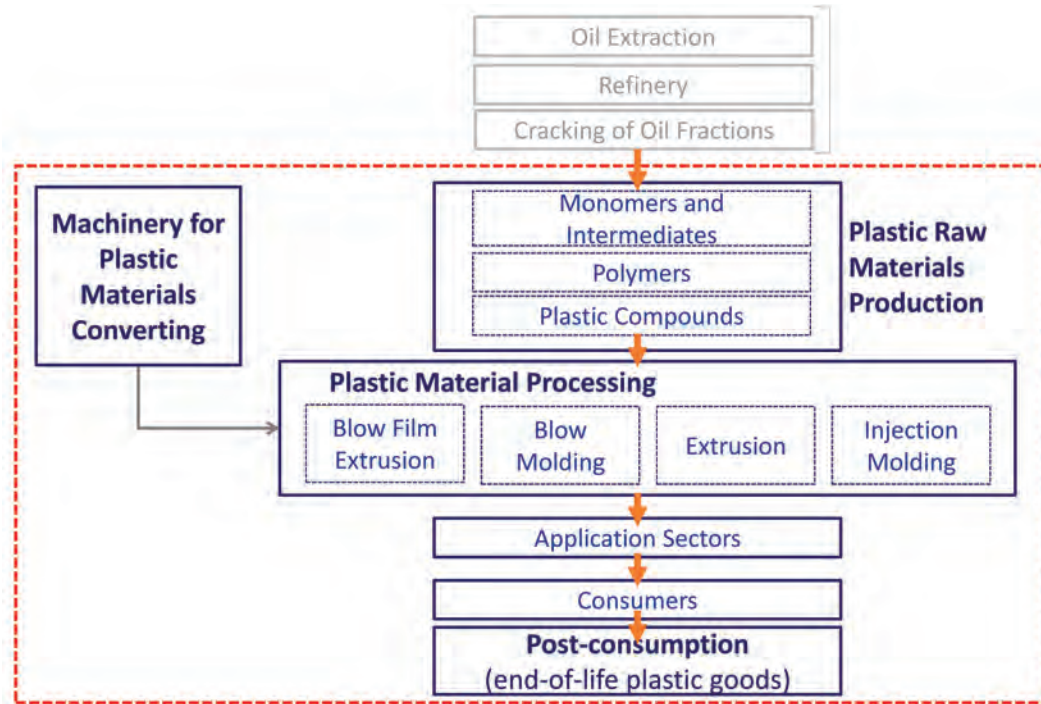 Oil Extraction
Refinery
Cracking of Oil Fractions
Machinery for
Plastic
Materials
Converting
Monomers and
Intermediates
Polymers
Plastic Compounds
Plastic Raw
Materials
Production
Plastic Material Processing
Blow Film
Extrusion
Blow
Molding
Extrusion
Injection
Molding
Application Sectors
Consumers
Post-consumption
(end-of-life plastic goods)